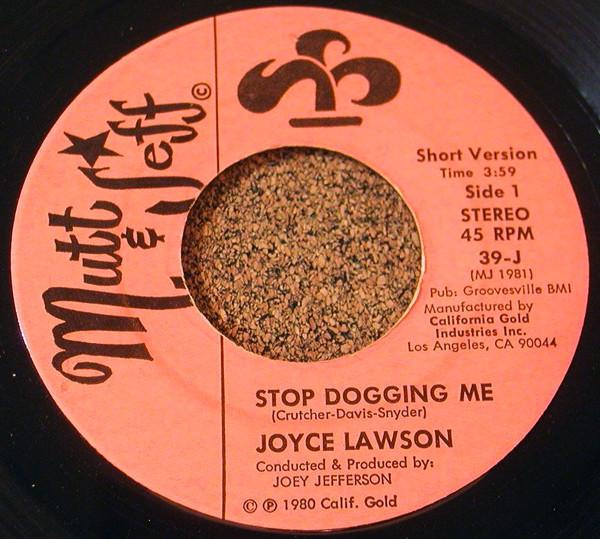 Mutt
&
Jeff ©
Short Version
Time 3:59
Side 1
STEREO
45 RPM
39-J
(MJ 1981)
Pub: Groovesville BMI
Manufactured by
California Gold
Industries Inc.
Los Angeles, CA 90044
STOP DOGGING ME
(Crutcher-Davis-Snyder)
JOYCE LAWSON
Conducted & Produced by:
JOEY JEFFERSON
© ℗ 1980 Calif. Gold